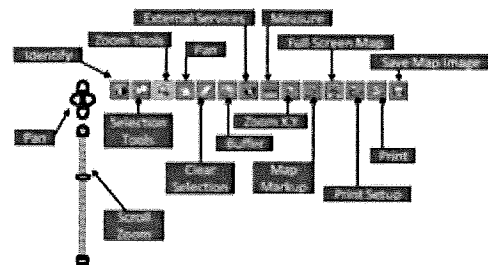 External Services
Measure
Zoom Tools
Pan
Full Screen Map
Identify
Save Map Image
Pan
Selection
Tools
Buffer
Zoom XY
Clear
Selection
Map
Markup
Print
Print Setup
Scroll
Zoom